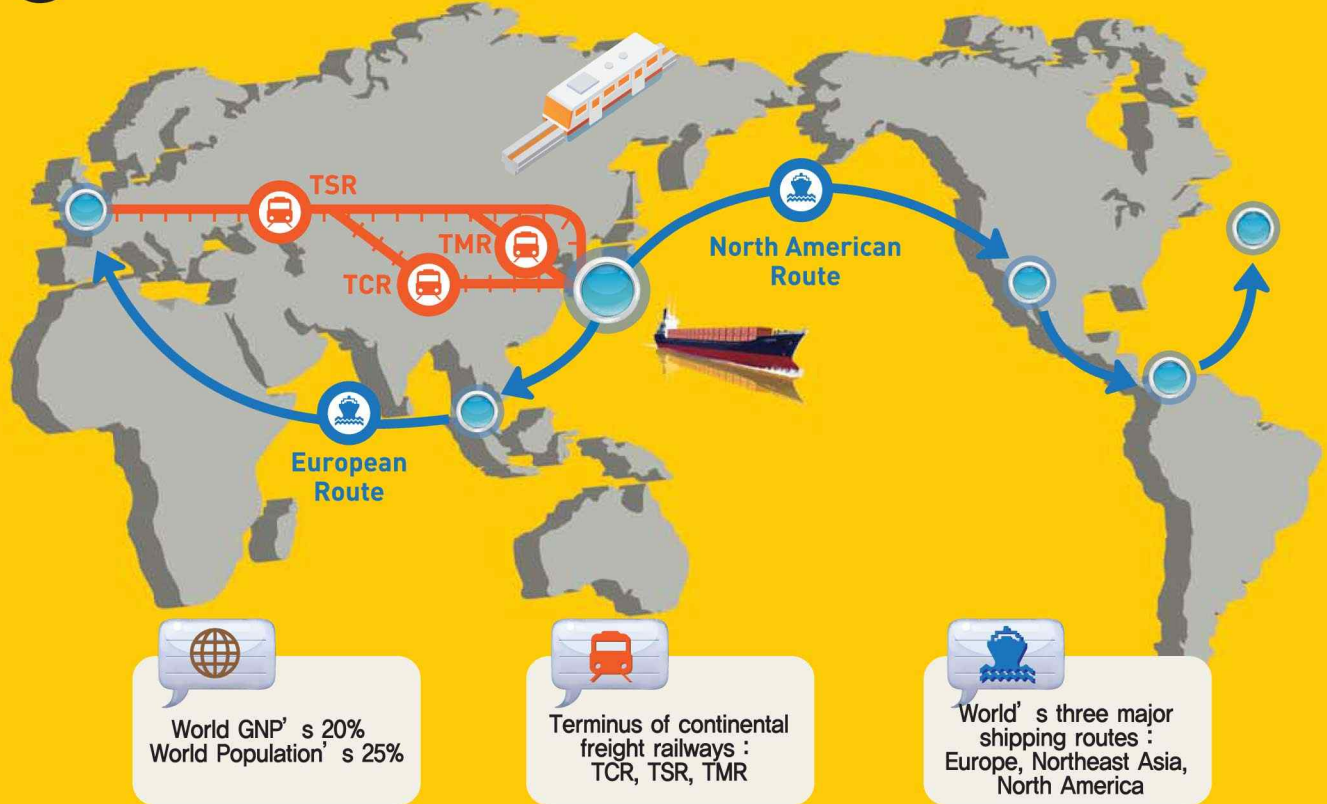 TSR
TMR
TCR
North American
Route
European
Route
World GNP’ s 20%
World Population’ s 25%
Terminus of continental
freight railways :
TCR, TSR, TMR
World’ s three major
shipping routes :
Europe, Northeast Asia,
North America